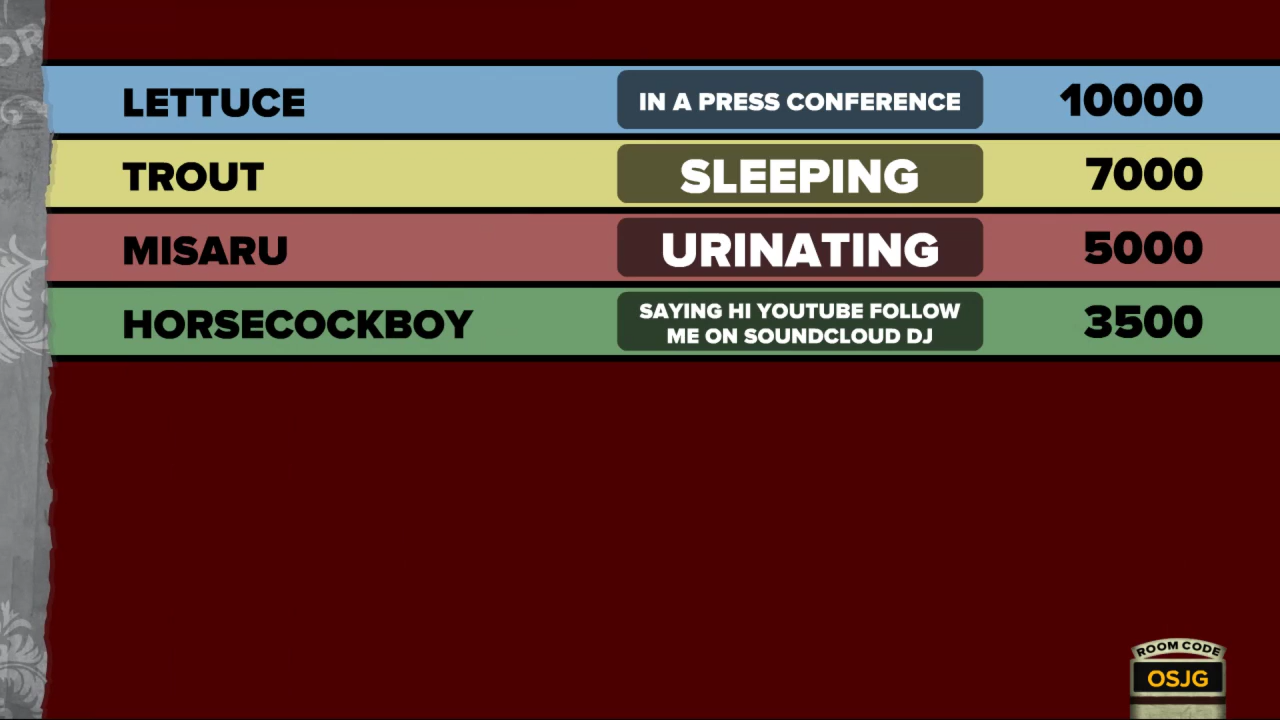 OR
LETTUCE
IN A PRESS CONFERENCE
10000
TROUT
SLEEPING
7000
MISARU
URINATING
5000
HORSECOCKBOY
SAYING HI YOUTUBE FOLLOW
ME ON SOUNDCLOUD DJ
3500
ROOM CODE
OSJG